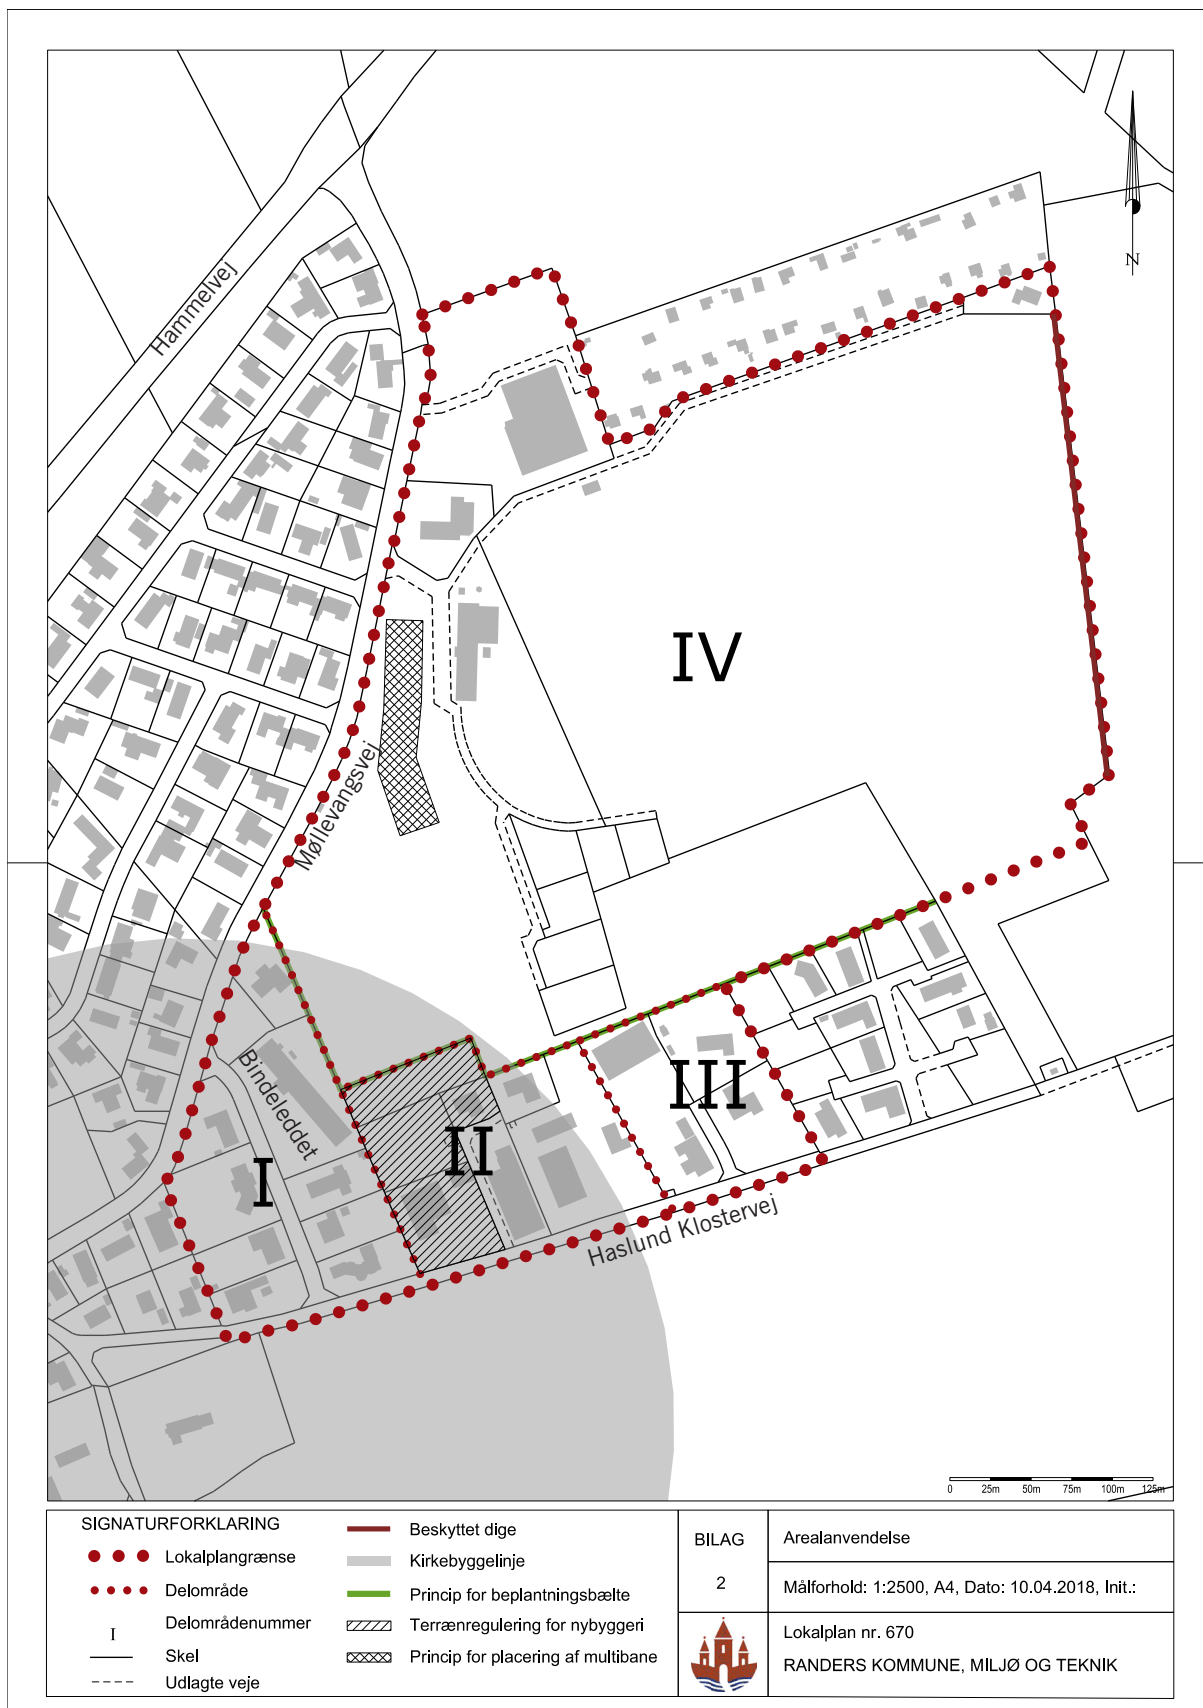 Hammelvej
N
IV
Møllevangsvej
III
Bindeleddet
II
I
Haslund Klostervej
0 25m 50m 75m 100m 125m
SIGNATURFORKLARING
Lokalplangrænse
Delområde
I Delområdenummer
Skel
Udlagte veje
Beskyttet dige
Kirkebyggelinje
Princip for beplantningsbælte
Terrænregulering for nybyggeri
Princip for placering af multibane
BILAG
2
Arealanvendelse
Målforhold: 1:2500, A4, Dato: 10.04.2018, Init.:
Lokalplan nr. 670
RANDERS KOMMUNE, MILJØ OG TEKNIK